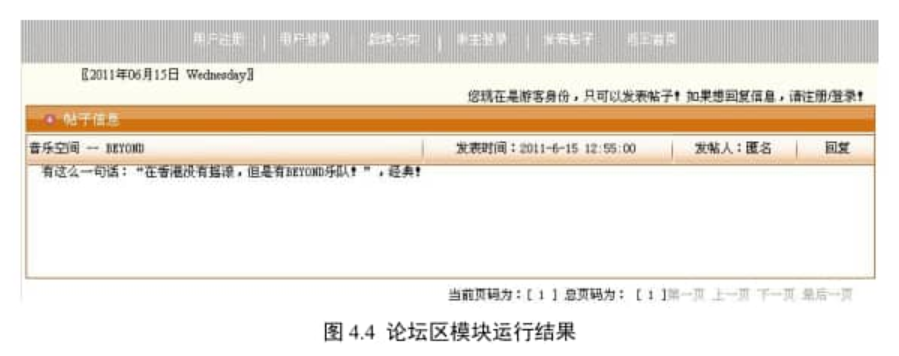 用户注册 | 用户登录 | 版块分类 | 版主登录 | 发表帖子 返回首页
〖2011年06月15日 Wednesday〗
您现在是游客身份，只可以发表帖子！如果想回复信息，请注册/登录！
帖子信息
音乐空间 -- BEYOND | 发表时间：2011-6-15 12:55:00 | 发帖人：匿名 | 回复
有这么一句话：“在香港没有摇滚，但是有BEYOND乐队！”，经典！
当前页码为：[ 1 ] 总页码为： [ 1 ]第一页 上一页 下一页 最后一页
图 4.4 论坛区模块运行结果